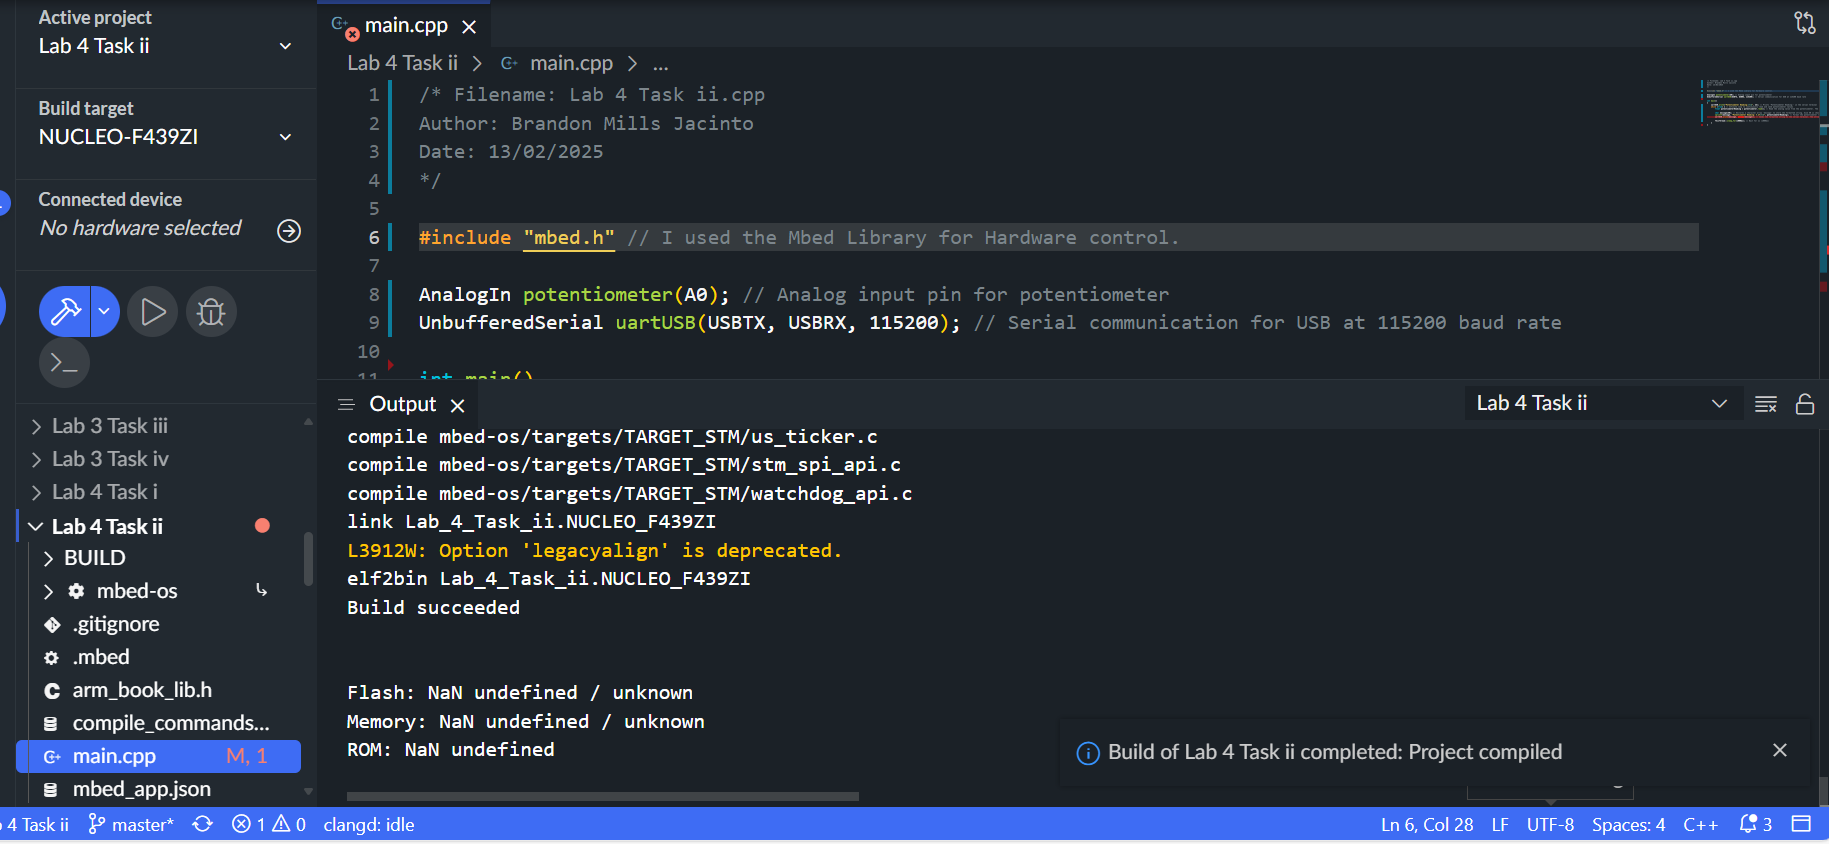 Active project
Lab 4 Task ii
Build target
NUCLEO-F439ZI
Connected device
No hardware selected
Lab 3 Task iii
Lab 3 Task iv
Lab 4 Task i
Lab 4 Task ii
BUILD
mbed-os
.gitignore
.mbed
arm_book_lib.h
compile_commands...
main.cpp M, 1
mbed_app.json
main.cpp
Lab 4 Task ii > main.cpp > ...
1 /* Filename: Lab 4 Task ii.cpp
2 Author: Brandon Mills Jacinto
3 Date: 13/02/2025
4 */
5
6 #include "mbed.h" // I used the Mbed Library for Hardware control.
7
8 AnalogIn potentiometer(A0); // Analog input pin for potentiometer
9 UnbufferedSerial uartUSB(USBTX, USBRX, 115200); // Serial communication for USB at 115200 baud rate
10
11 int main()
Output
Lab 4 Task ii
compile mbed-os/targets/TARGET_STM/us_ticker.c
compile mbed-os/targets/TARGET_STM/stm_spi_api.c
compile mbed-os/targets/TARGET_STM/watchdog_api.c
link Lab_4_Task_ii.NUCLEO_F439ZI
L3912W: Option 'legacyalign' is deprecated.
elf2bin Lab_4_Task_ii.NUCLEO_F439ZI
Build succeeded
Flash: NaN undefined / unknown
Memory: NaN undefined / unknown
ROM: NaN undefined
Build of Lab 4 Task ii completed: Project compiled
4 Task ii master* 1 0 clangd: idle Ln 6, Col 28 LF UTF-8 Spaces: 4 C++ 3